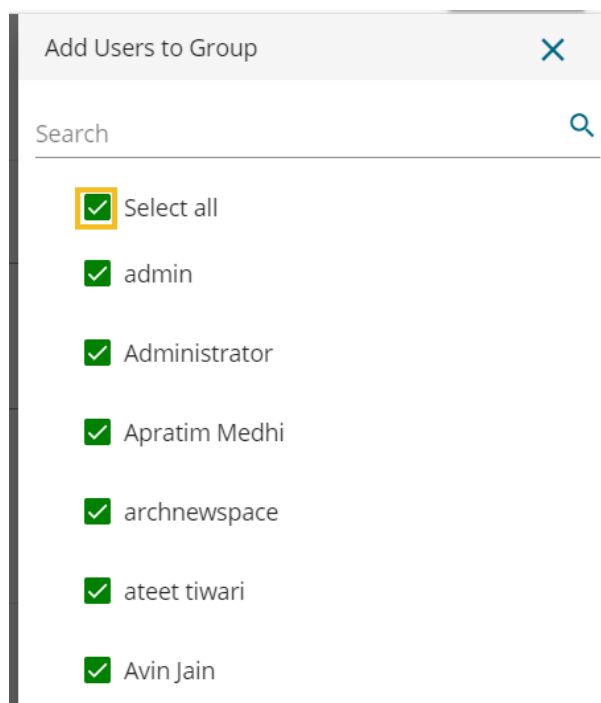 Add Users to Group
Search
Select all
admin
Administrator
Apratim Medhi
archnewspace
ateet tiwari
Avin Jain